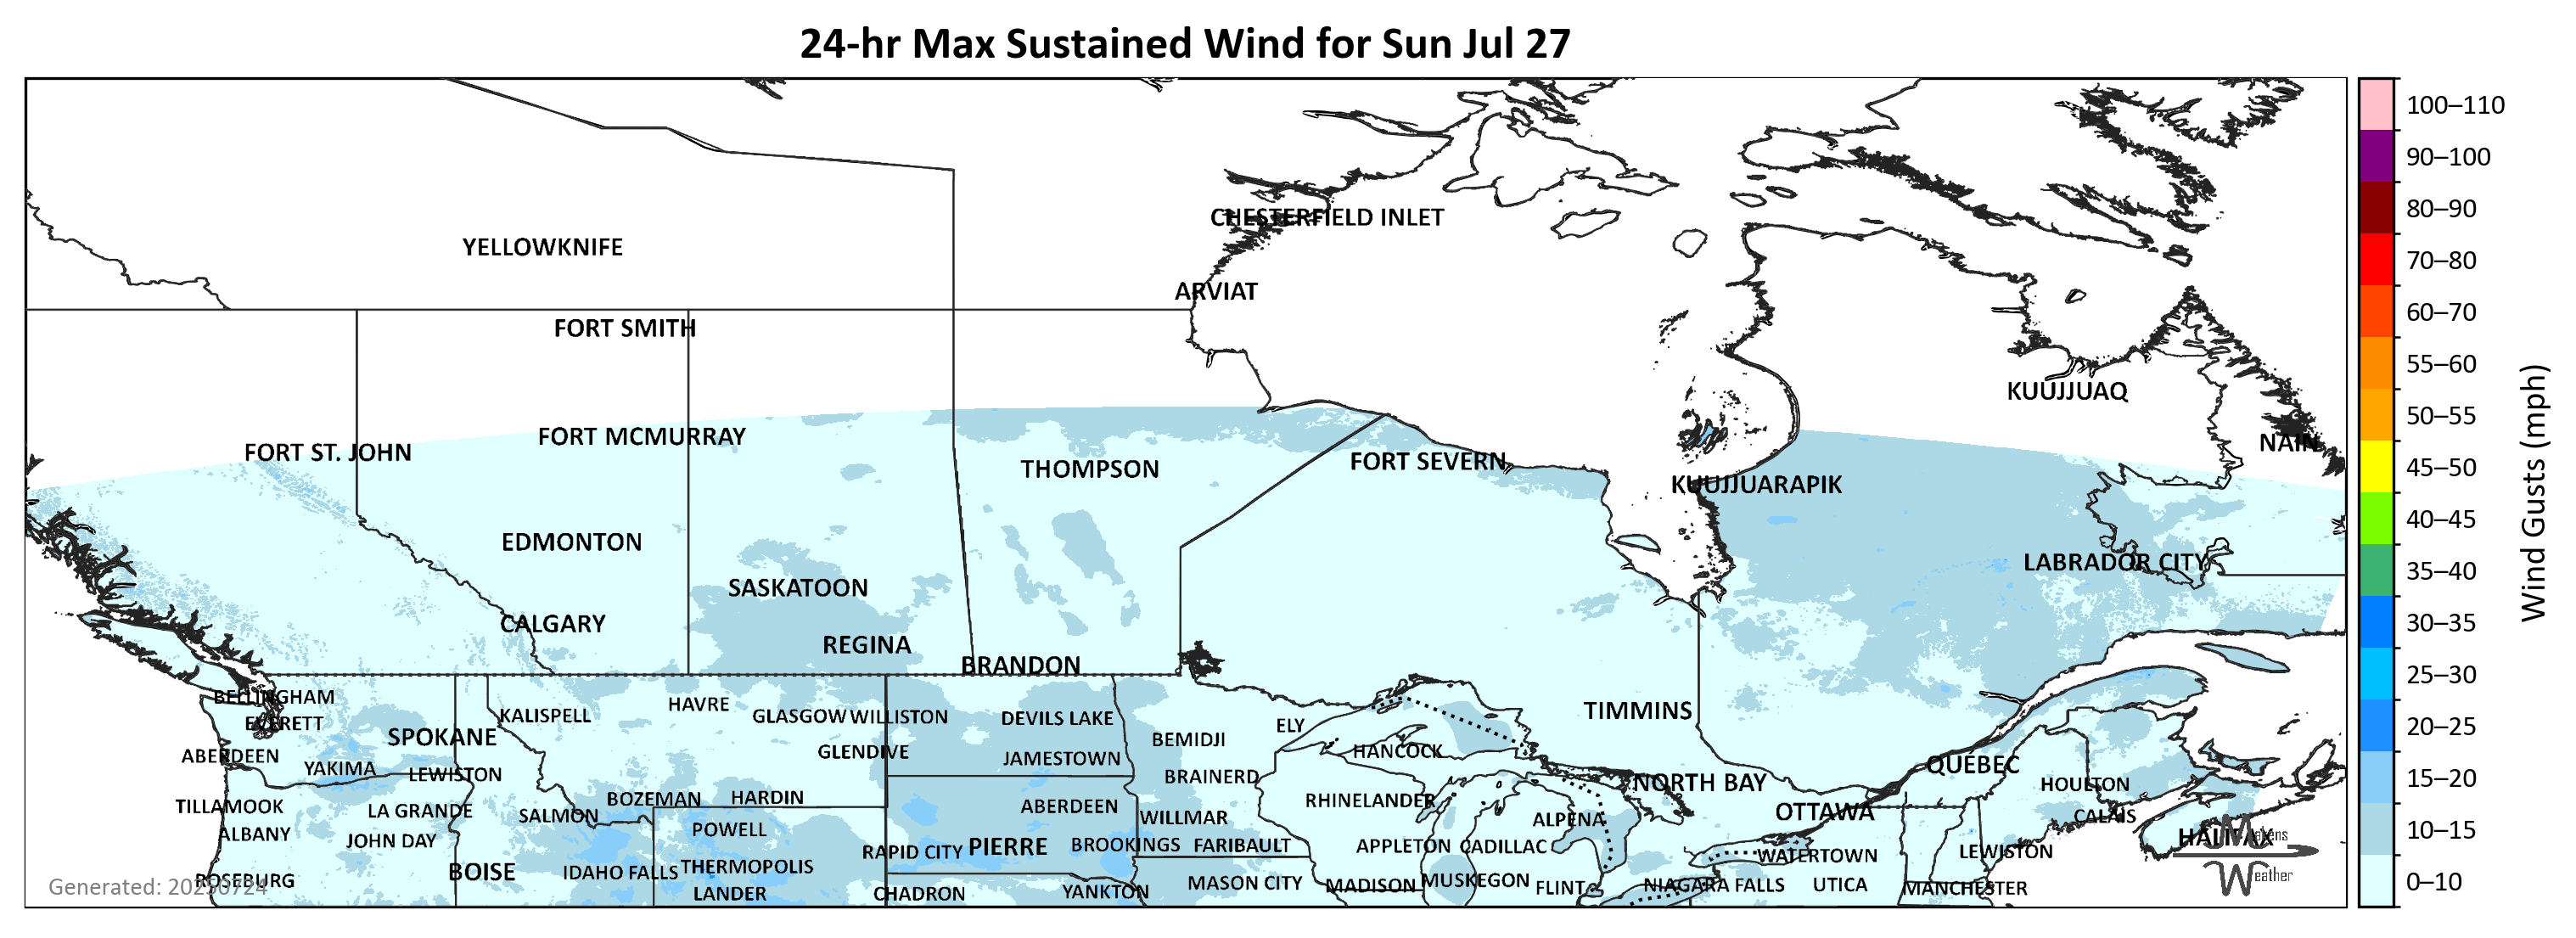 24-hr Max Sustained Wind for Sun Jul 27
100–110
90–100
80–90
70–80
60–70
55–60
50–55
45–50
40–45
35–40
30–35
25–30
20–25
15–20
10–15
0–10
Wind Gusts (mph)
CHESTERFIELD INLET
YELLOWKNIFE
ARVIAT
FORT SMITH
KUUJJUAQ
FORT MCMURRAY
NAIN
FORT ST. JOHN
FORT SEVERN
THOMPSON
KUUJJUARAPIK
EDMONTON
LABRADOR CITY
SASKATOON
CALGARY
REGINA
BRANDON
BELLINGHAM
HAVRE
TIMMINS
KALISPELL
GLASGOW
WILLISTON
DEVILS LAKE
EVERETT
ELY
SPOKANE
BEMIDJI
HANCOCK
GLENDIVE
ABERDEEN
JAMESTOWN
QUÉBEC
YAKIMA
LEWISTON
BRAINERD
NORTH BAY
HOULTON
BOZEMAN
HARDIN
RHINELANDER
TILLAMOOK
LA GRANDE
SALMON
ABERDEEN
OTTAWA
WILLMAR
ALPENA
CALAIS
ALBANY
POWELL
HALIFAX
Makens
JOHN DAY
PIERRE
BROOKINGS
FARIBAULT
APPLETON
CADILLAC
RAPID CITY
WATERTOWN
LEWISTON
BOISE
IDAHO FALLS
THERMOPOLIS
Weather
ROSEBURG
MASON CITY
MADISON
MUSKEGON
FLINT
NIAGARA FALLS
UTICA
MANCHESTER
Generated: 20250724
LANDER
CHADRON
YANKTON